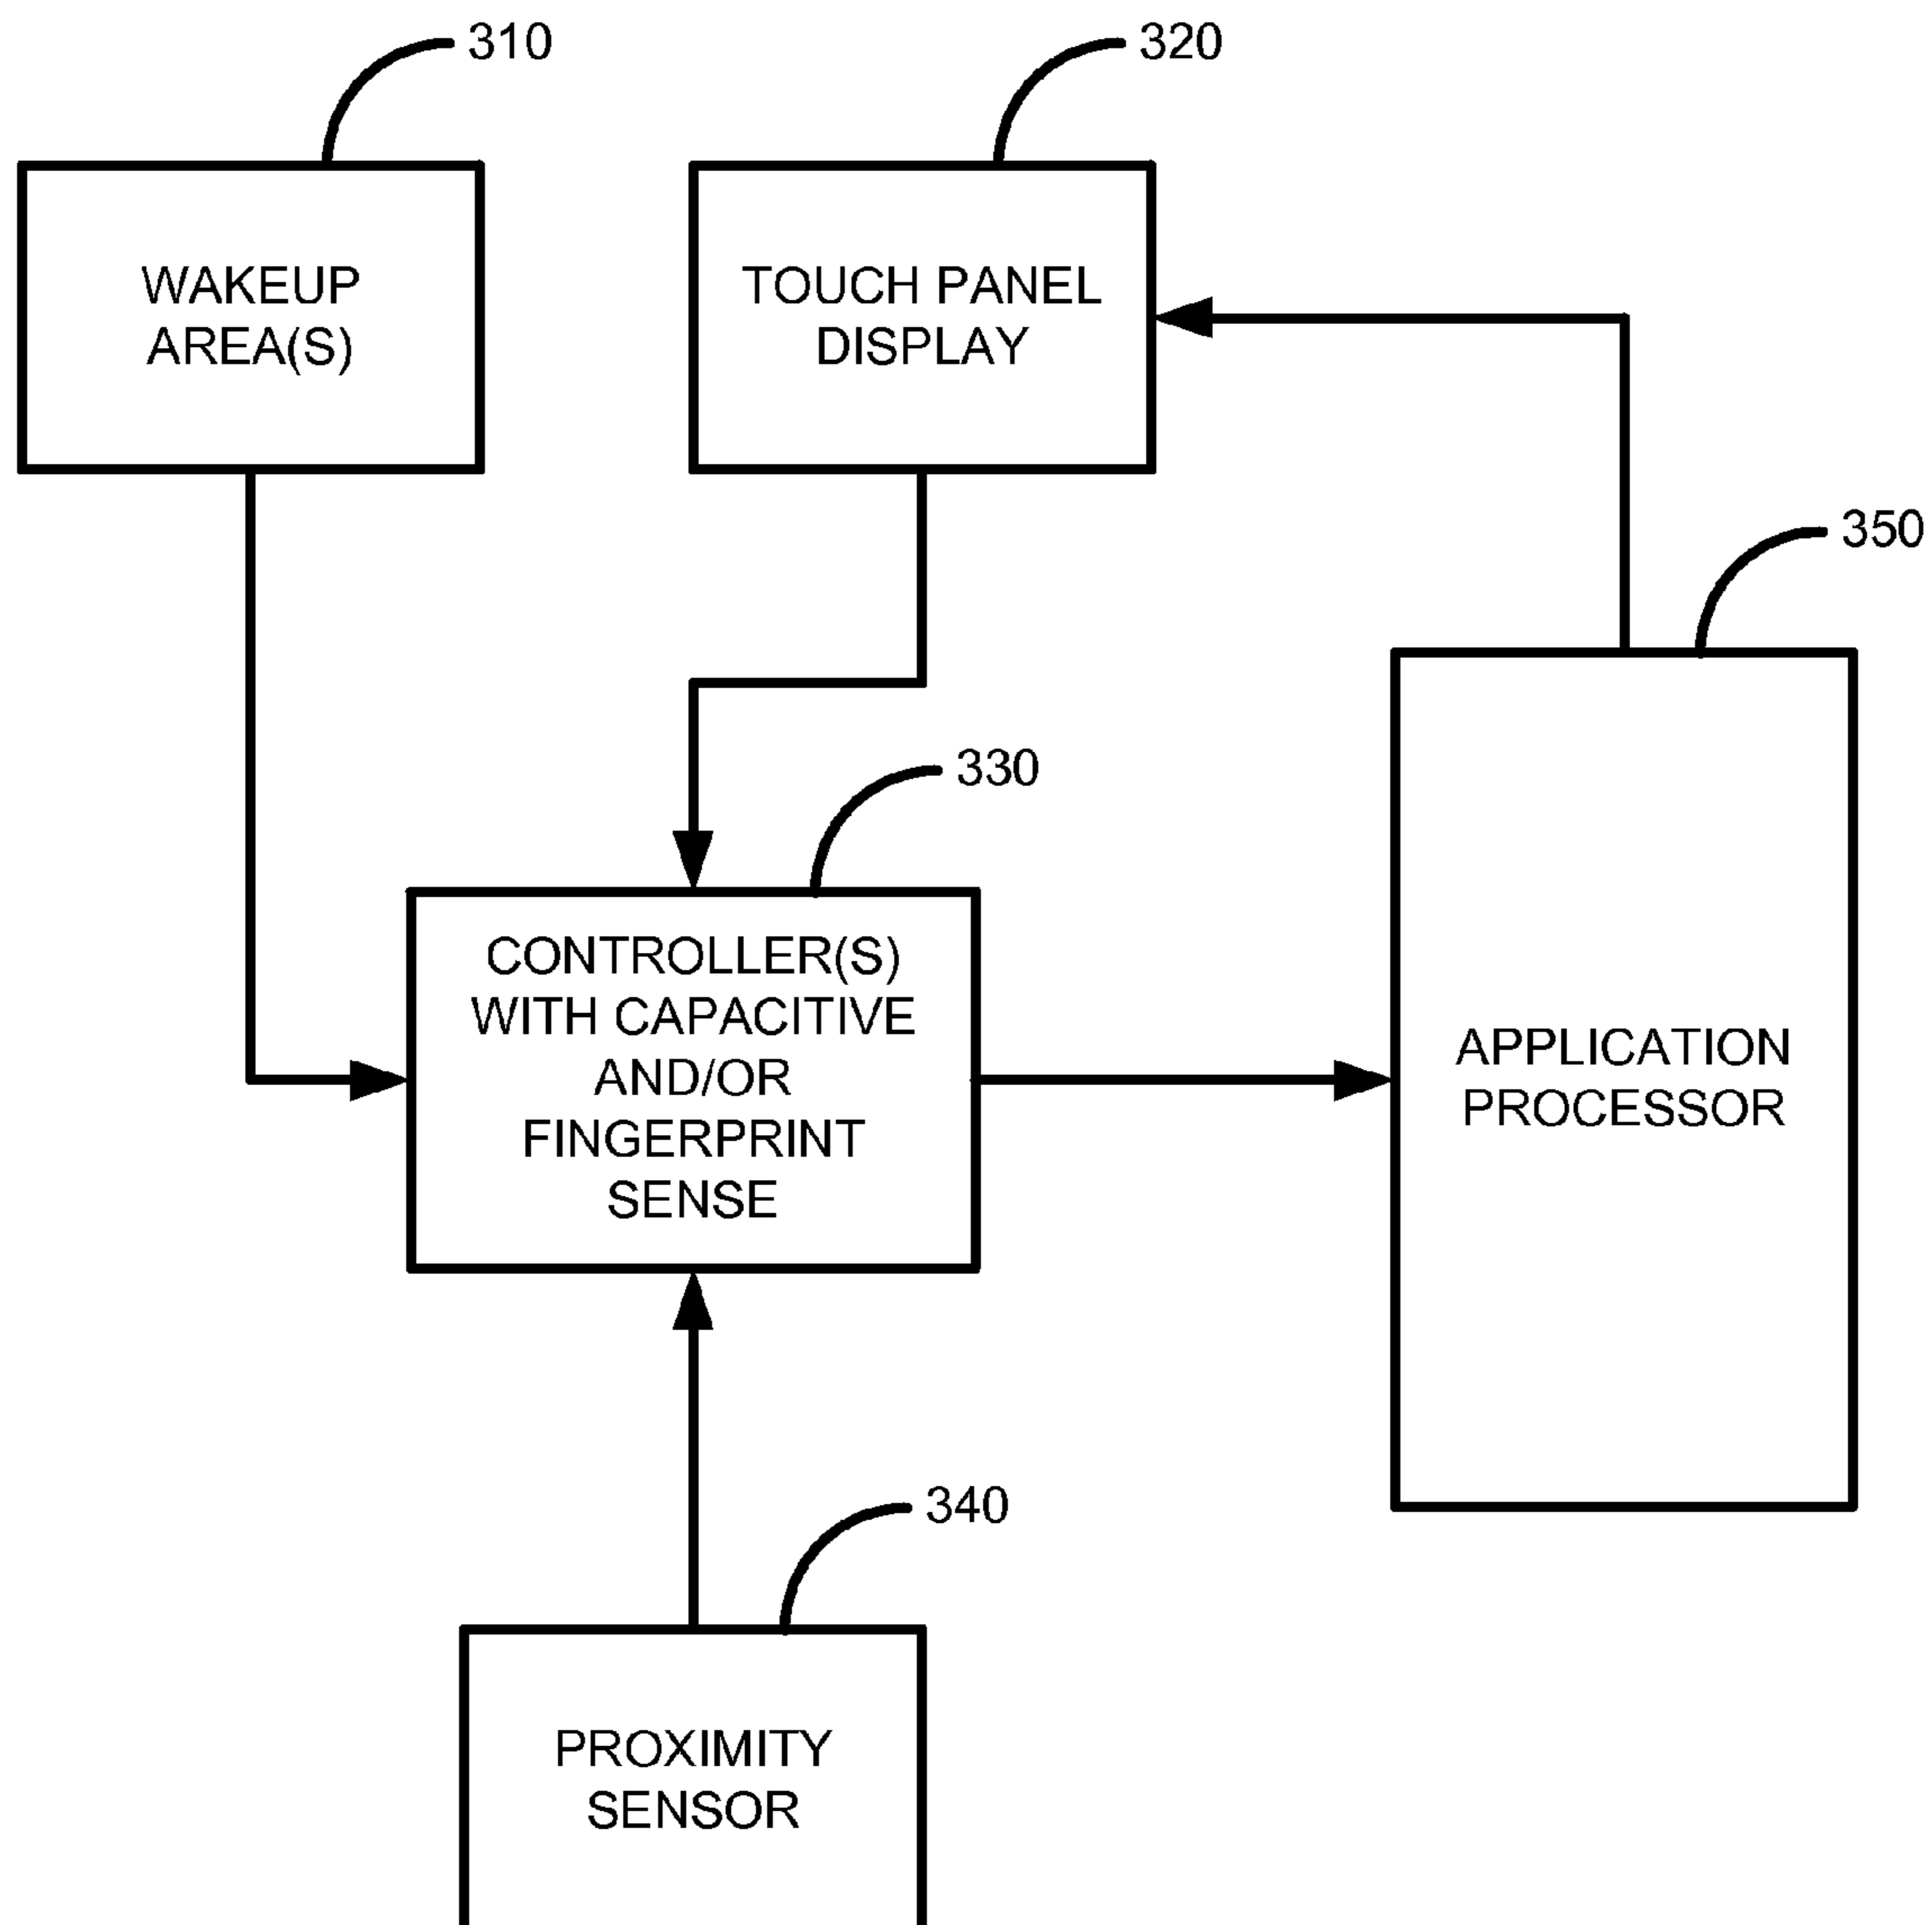 310
320
WAKEUP
AREA(S)
TOUCH PANEL
DISPLAY
350
330
CONTROLLER(S)
WITH CAPACITIVE
AND/OR
FINGERPRINT
SENSE
APPLICATION
PROCESSOR
340
PROXIMITY
SENSOR